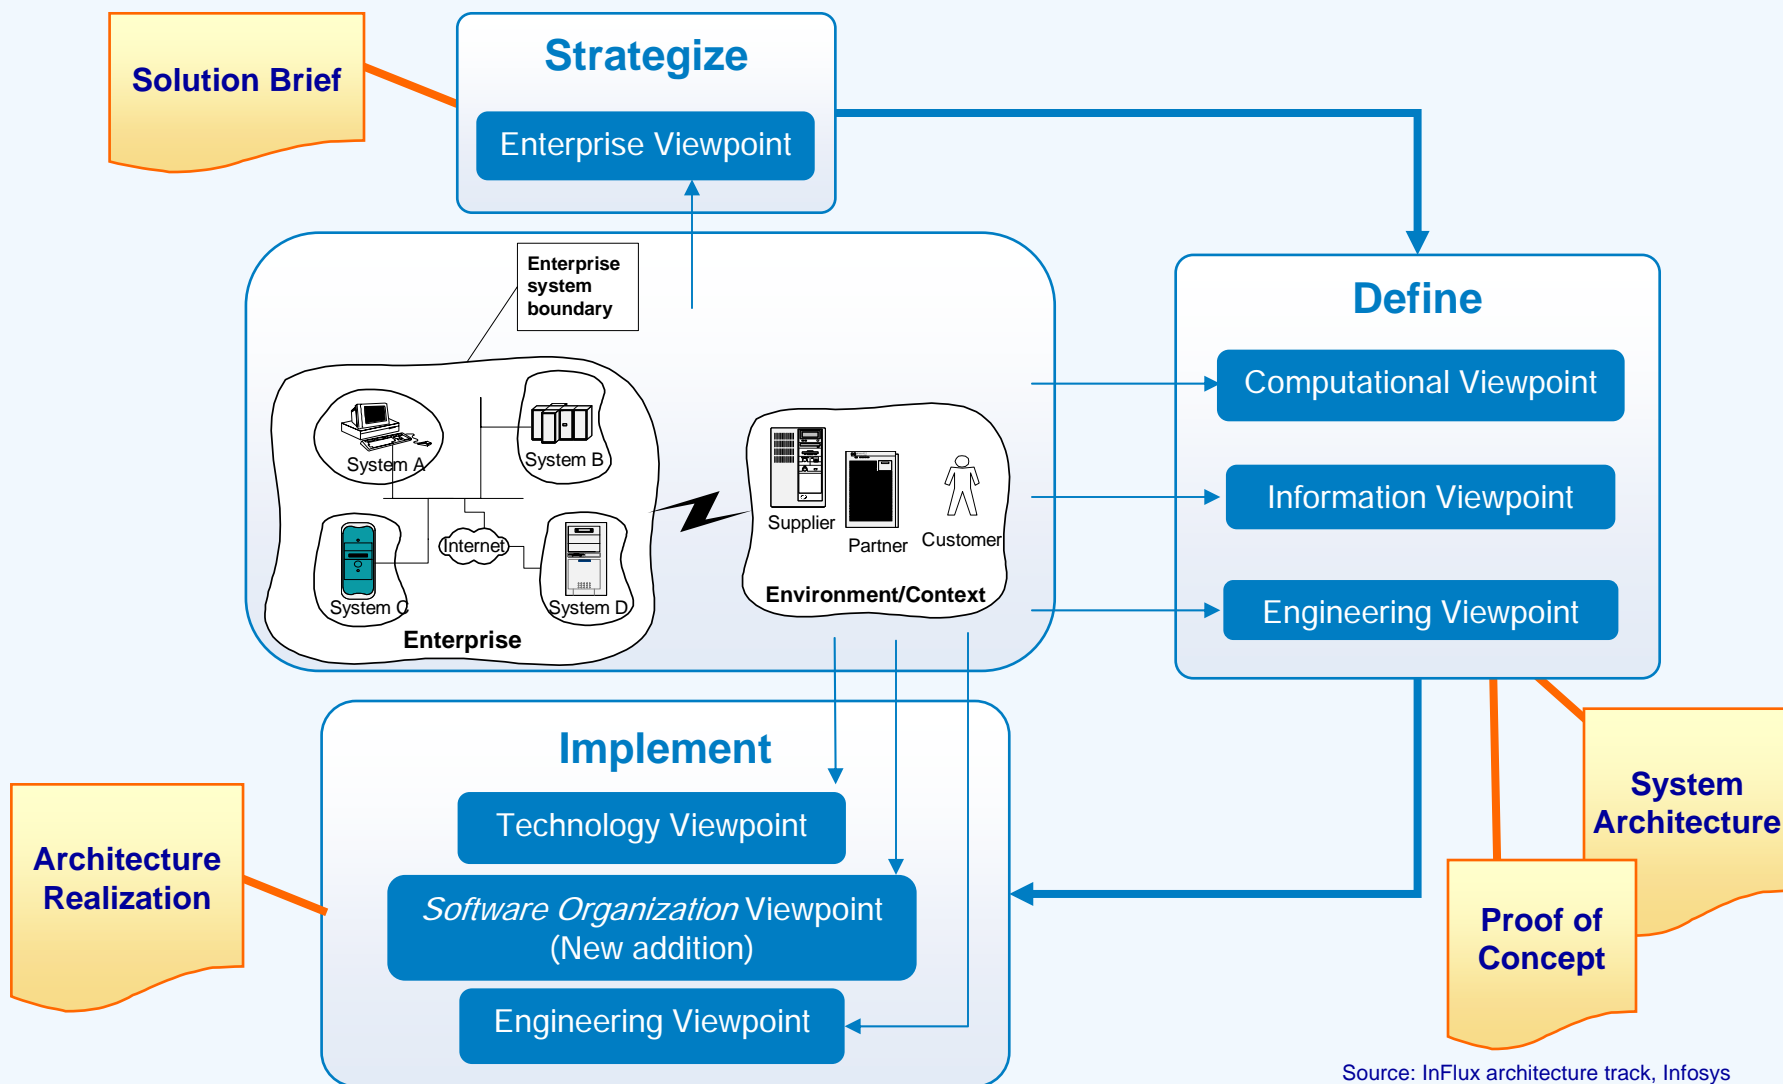 Solution Brief
Strategize
Enterprise Viewpoint
Enterprise
system
boundary
System A
System B
Internet
System C
System D
Enterprise
Supplier
Partner
Customer
Environment/Context
Define
Computational Viewpoint
Information Viewpoint
Engineering Viewpoint
Implement
Technology Viewpoint
Software Organization Viewpoint
(New addition)
Engineering Viewpoint
Architecture
Realization
System
Architecture
Proof of
Concept
Source: InFlux architecture track, Infosys